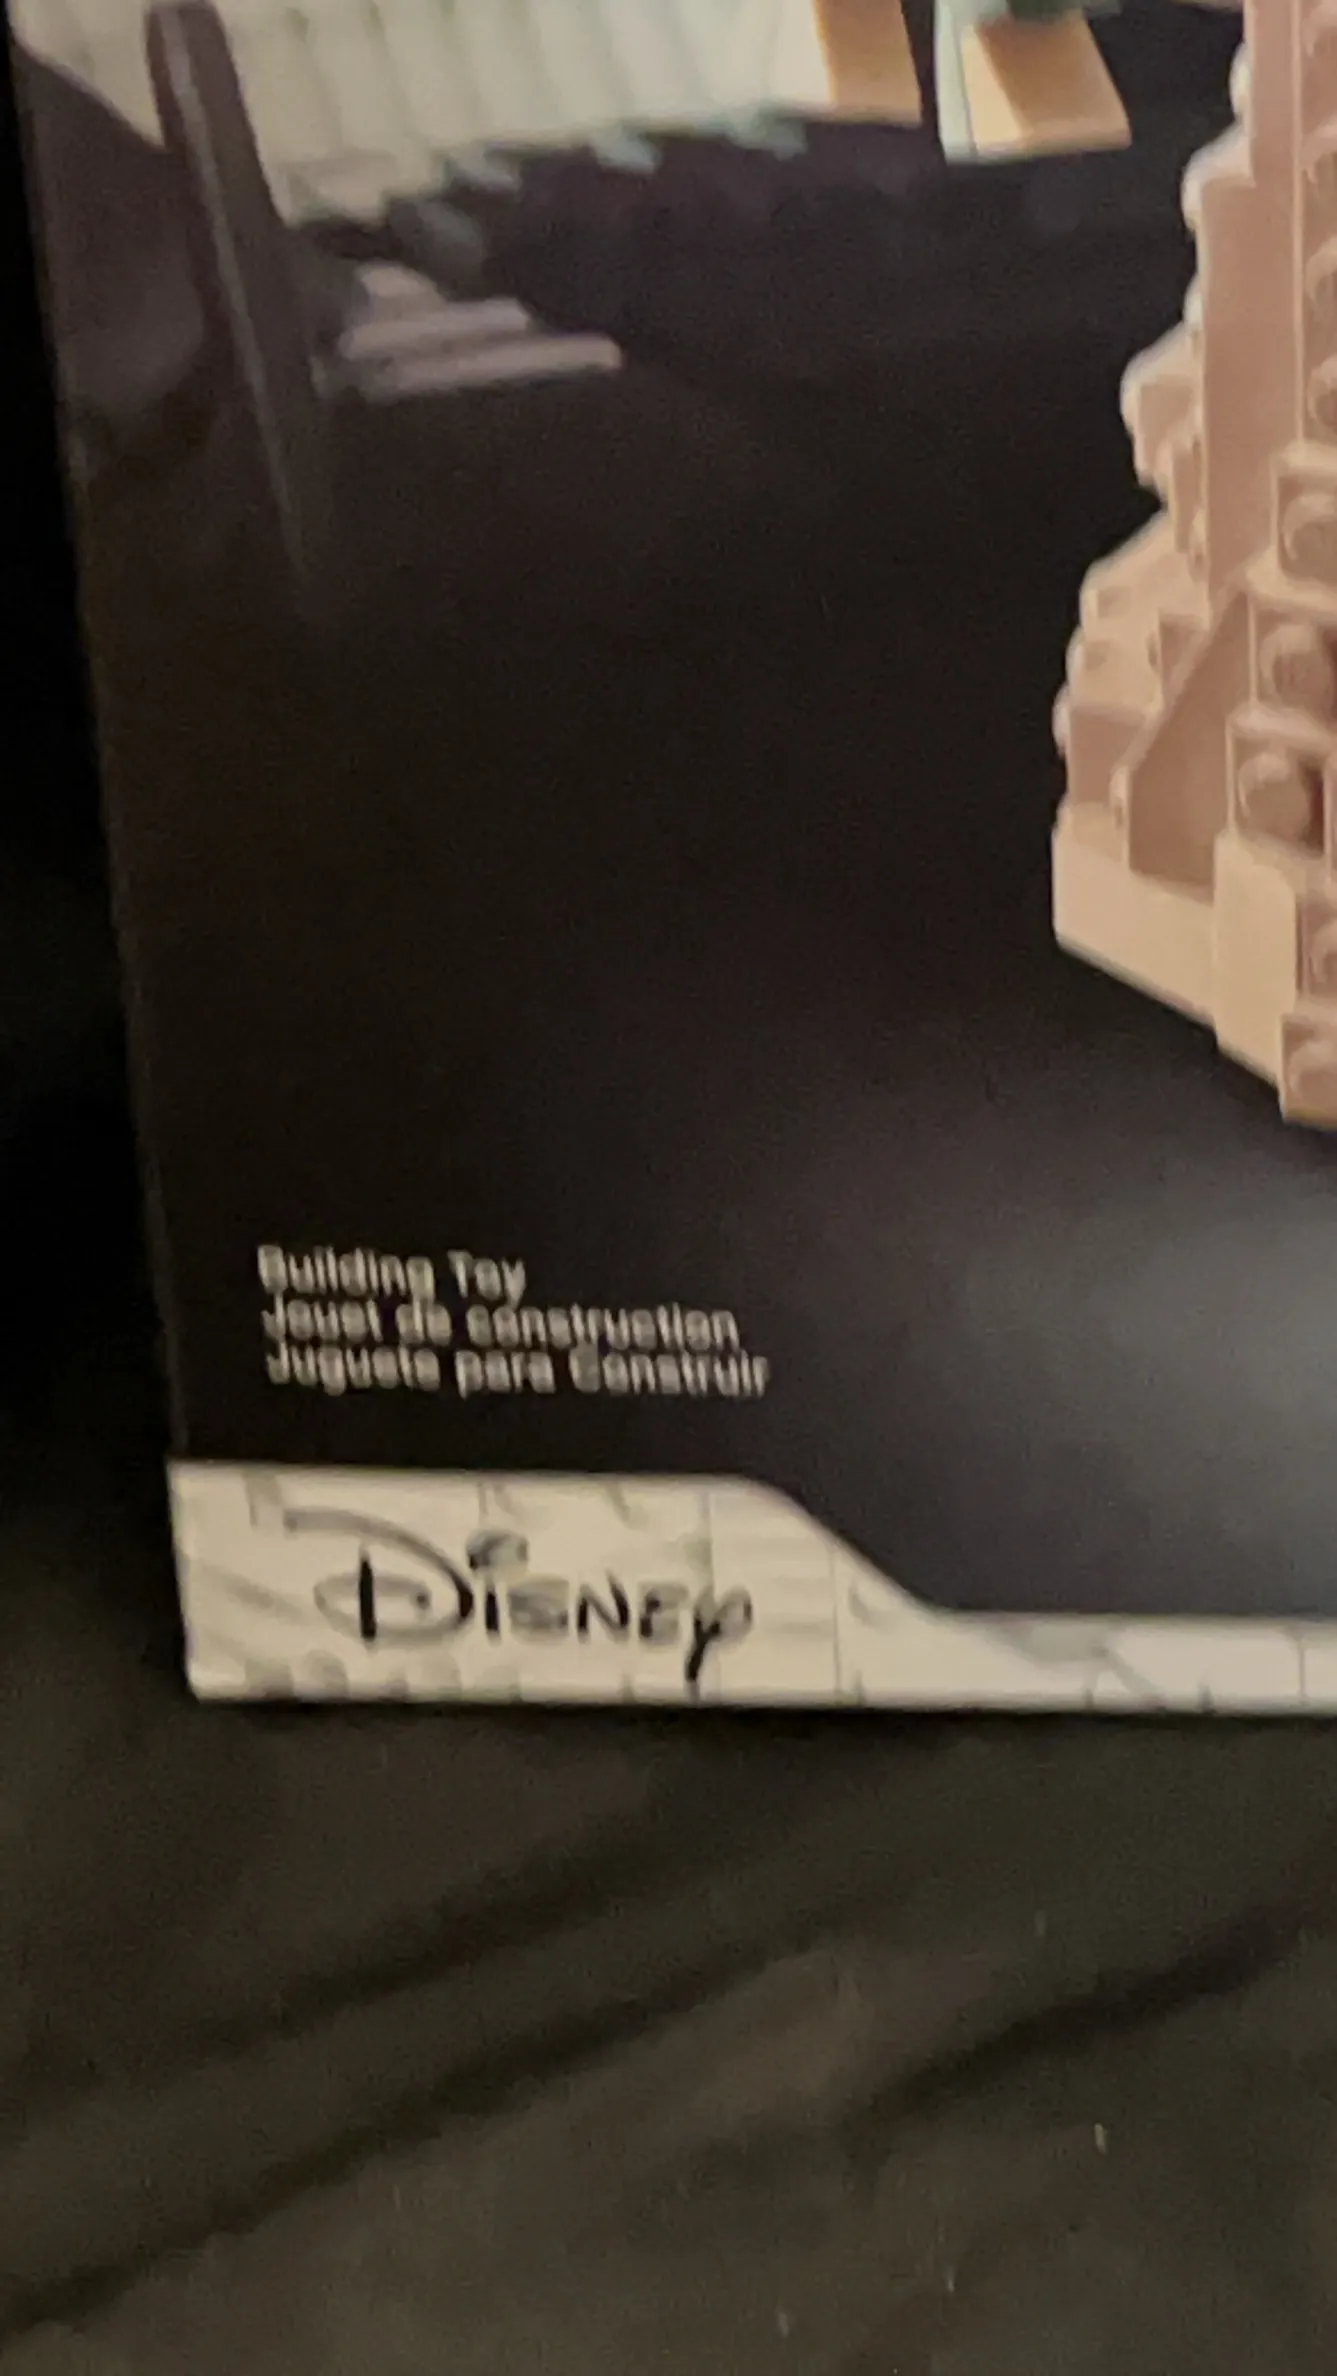 Building Toy
Jouet de construction
Juguete para Construir
Disney